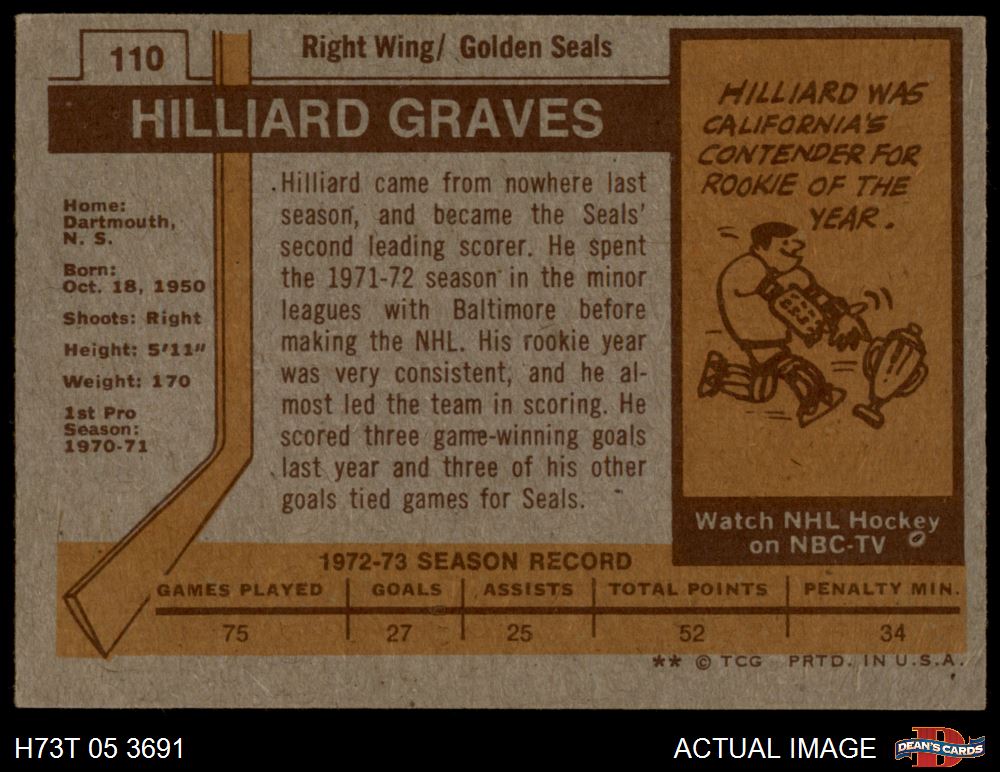 110
Right Wing/ Golden Seals
HILLIARD GRAVES
Home:
Dartmouth,
N. S.
Born:
Oct. 18, 1950
Shoots: Right
Height: 5'11"
Weight: 170
1st Pro
Season:
1970-71
Hilliard came from nowhere last
season, and became the Seals'
second leading scorer. He spent
the 1971-72 season in the minor
leagues with Baltimore before
making the NHL. His rookie year
was very consistent, and he al-
most led the team in scoring. He
scored three game-winning goals
last year and three of his other
goals tied games for Seals.
HILLIARD WAS
CALIFORNIA'S
CONTENDER FOR
ROOKIE OF THE
YEAR.
Watch NHL Hockey
on NBC-TV
1972-73 SEASON RECORD
GAMES PLAYED GOALS ASSISTS TOTAL POINTS PENALTY MIN.
75 27 25 52 34
** © TCG PRTD. IN U.S.A.
H73T 05 3691
ACTUAL IMAGE
DEAN'S CARDS